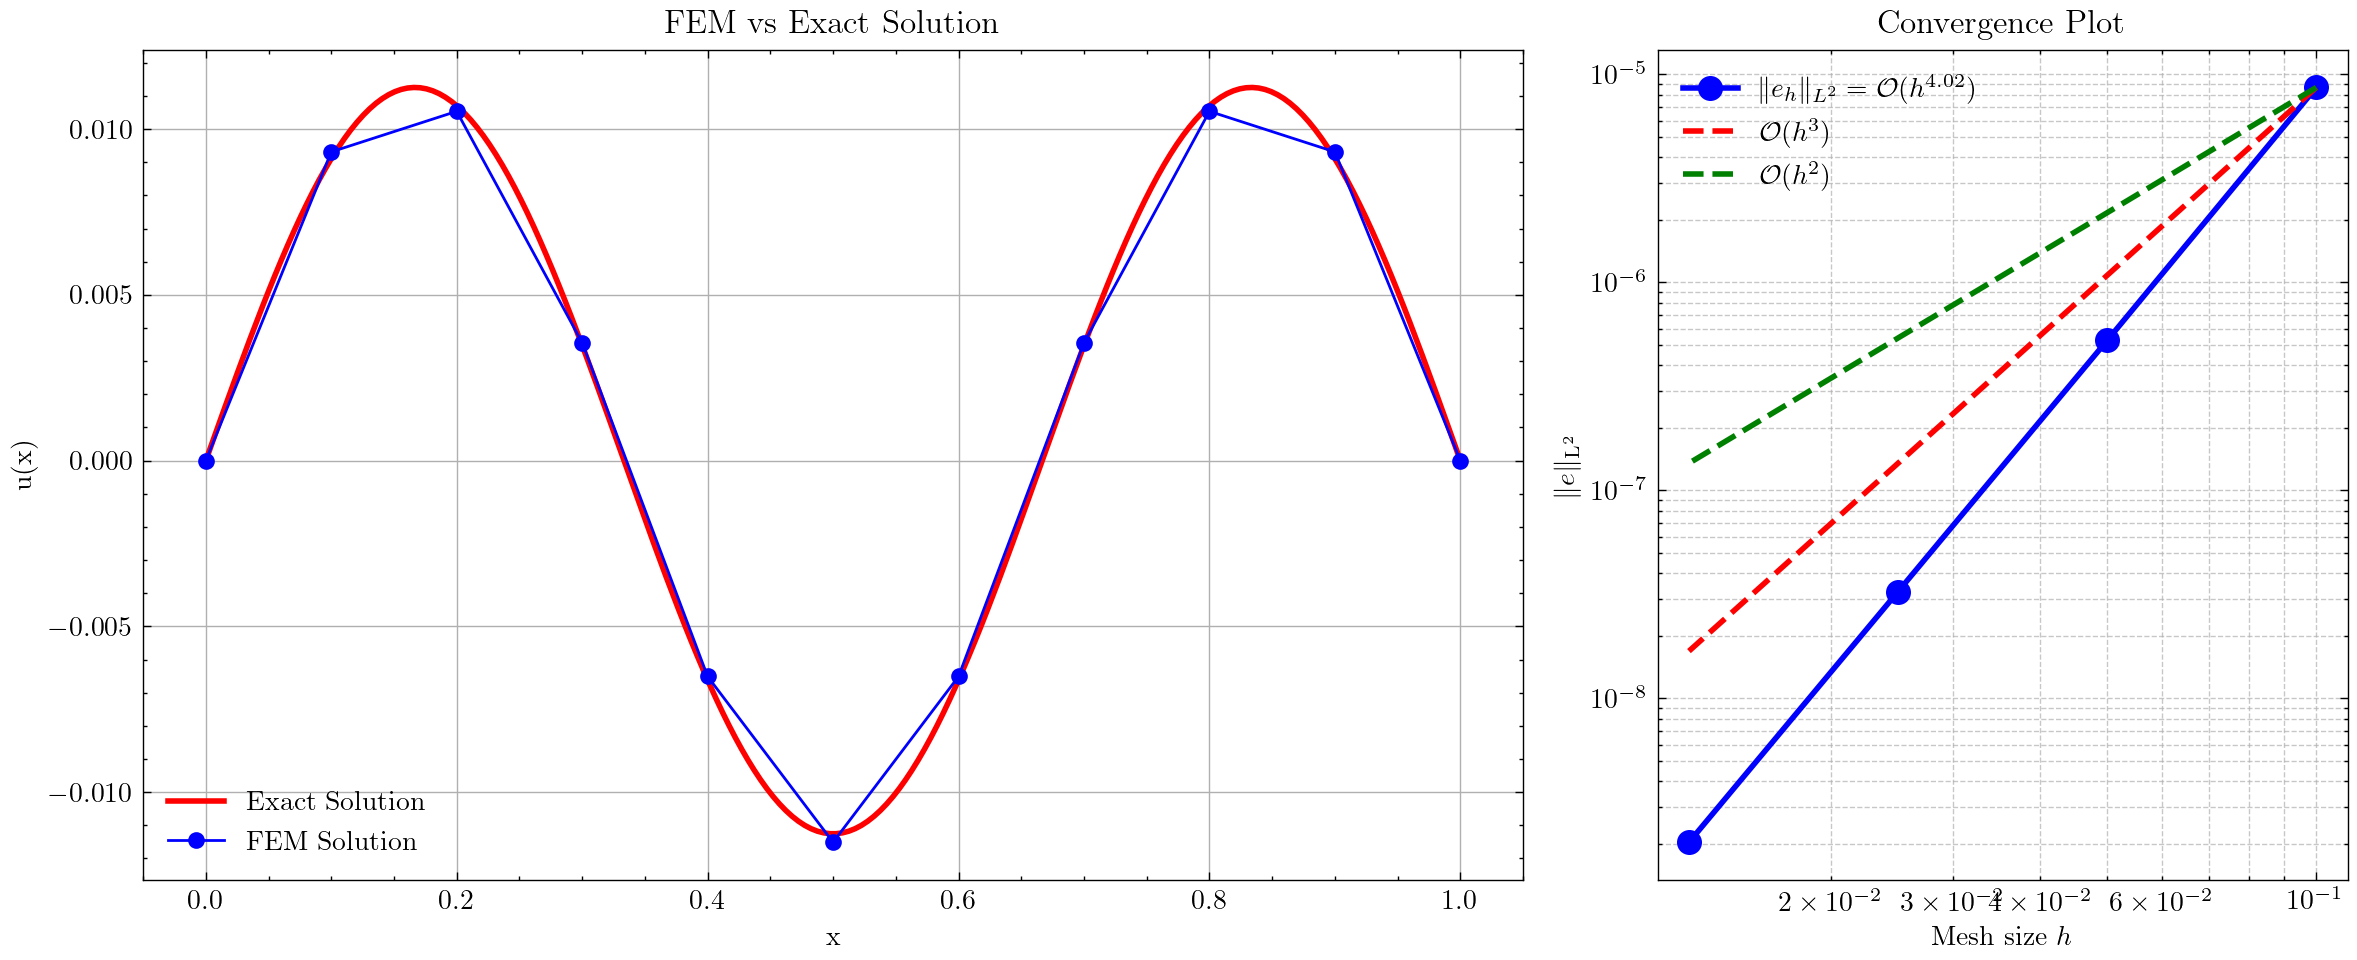 FEM vs Exact Solution
0.010
0.005
0.000
−0.005
−0.010
u(x)
Exact Solution
FEM Solution
0.0 0.2 0.4 0.6 0.8 1.0
x
Convergence Plot
10⁻⁵
10⁻⁶
10⁻⁷
10⁻⁸
‖e‖_L²
‖e_h‖_L² = 𝒪(h^4.02)
𝒪(h³)
𝒪(h²)
2 × 10⁻² 3 × 10⁻² 4 × 10⁻² 6 × 10⁻² 10⁻¹
Mesh size h